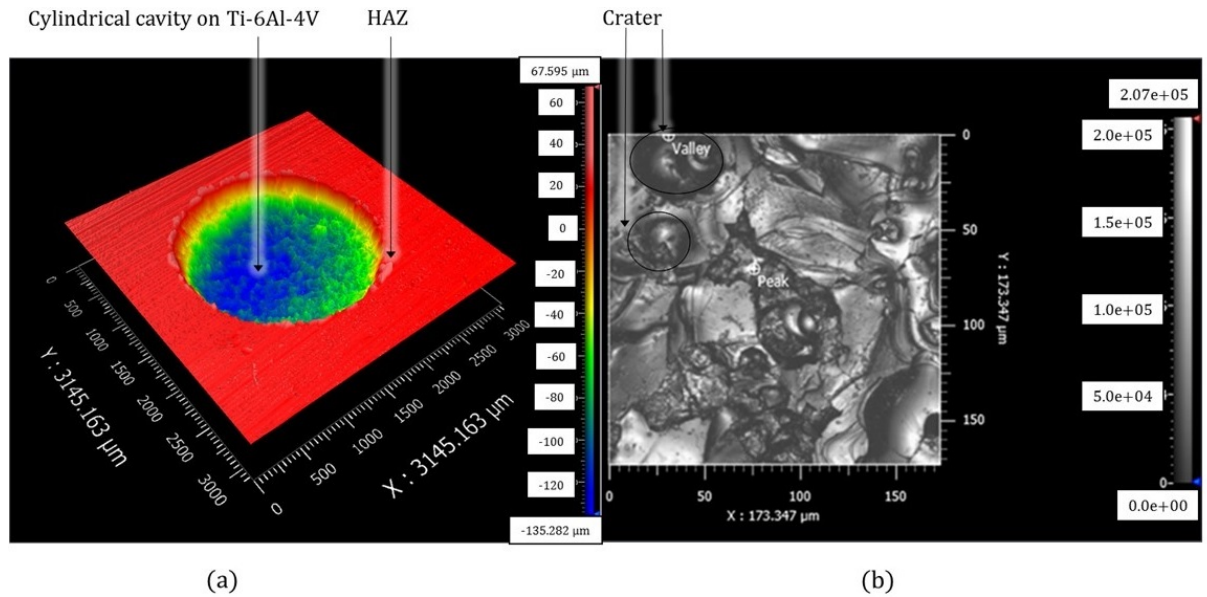 Cylindrical cavity on Ti-6Al-4V
HAZ
Crater
67.595 μm
60
40
20
0
-20
-40
-60
-80
-100
-120
-135.282 μm
0
500
1000
1500
2000
2500
3000
Y : 3145.163 μm
0
500
1000
1500
2000
2500
3000
X : 3145.163 μm
Valley
Peak
0
50
100
150
Y : 173.347 μm
0
50
100
150
X : 173.347 μm
2.07e+05
2.0e+05
1.5e+05
1.0e+05
5.0e+04
0
0.0e+00
(a)
(b)